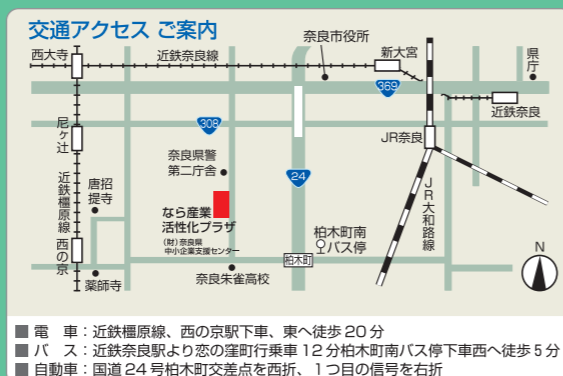 交通アクセス ご案内
奈良市役所
西大寺
近鉄奈良線
新大宮
県庁
369
近鉄奈良
尼ヶ辻
308
JR奈良
奈良県警
第二庁舎
24
近鉄橿原線
唐招
提寺
なら産業
活性化プラザ
(財)奈良県
中小企業支援センター
JR大和路線
柏木町南
バス停
西の京
柏木町
N
薬師寺
奈良朱雀高校
■ 電　車：近鉄橿原線、西の京駅下車、東へ徒歩20分
■ バ　ス：近鉄奈良駅より恋の窪町行乗車12分柏木町南バス停下車西へ徒歩5分
■ 自動車：国道24号柏木町交差点を西折、1つ目の信号を右折